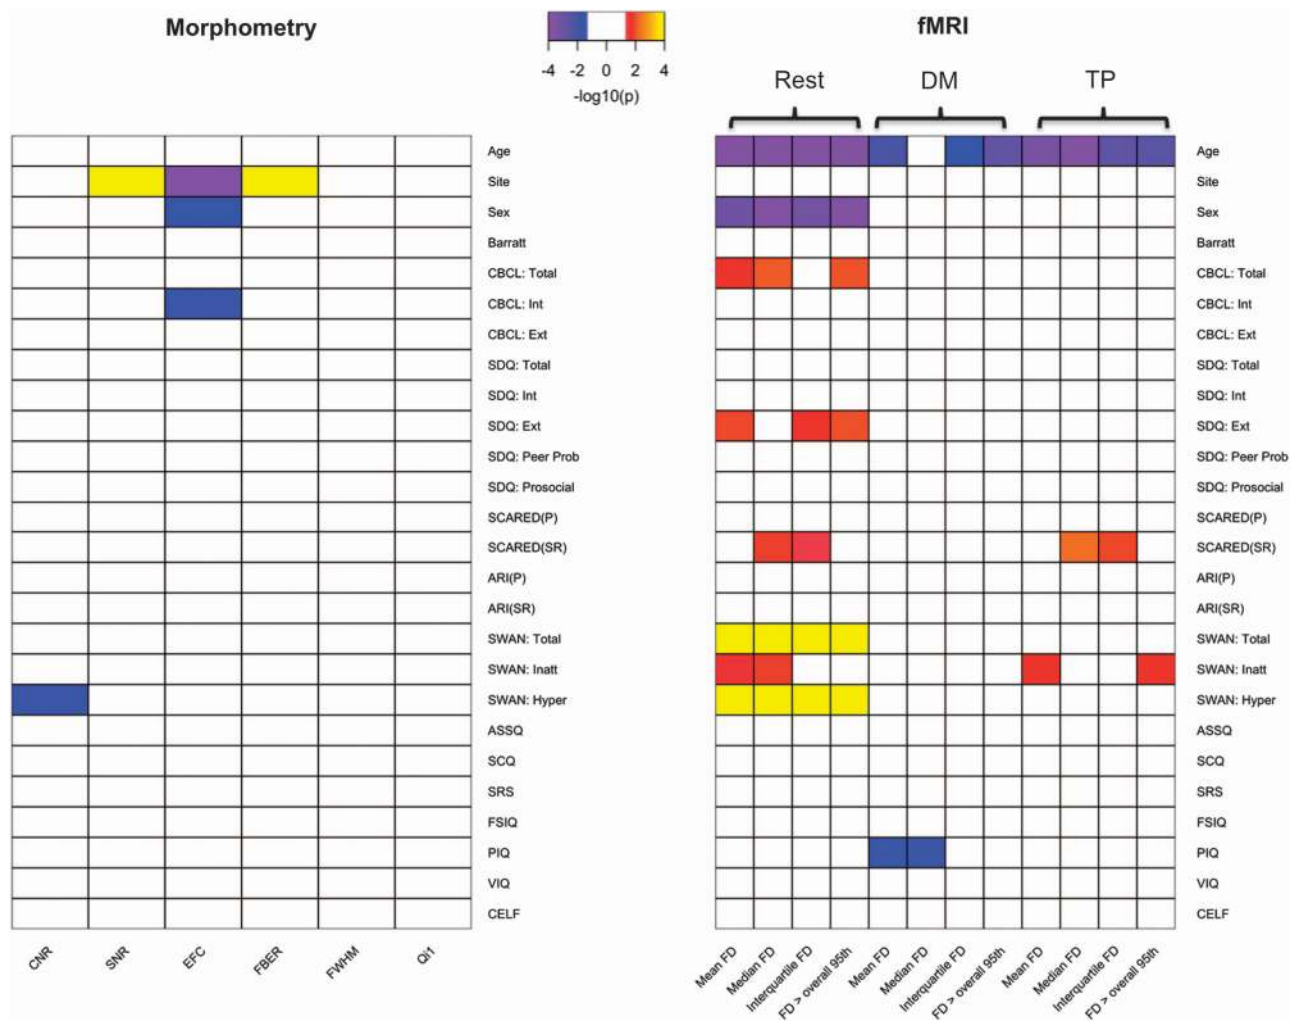 Morphometry
-4 -2 0 2 4
-log10(p)
fMRI
Rest DM TP
Age
Site
Sex
Barratt
CBCL: Total
CBCL: Int
CBCL: Ext
SDQ: Total
SDQ: Int
SDQ: Ext
SDQ: Peer Prob
SDQ: Prosocial
SCARED(P)
SCARED(SR)
ARI(P)
ARI(SR)
SWAN: Total
SWAN: Inatt
SWAN: Hyper
ASSQ
SCQ
SRS
FSIQ
PIQ
VIQ
CELF
CNR
SNR
EFC
FBER
FWHM
Qi1
Age
Site
Sex
Barratt
CBCL: Total
CBCL: Int
CBCL: Ext
SDQ: Total
SDQ: Int
SDQ: Ext
SDQ: Peer Prob
SDQ: Prosocial
SCARED(P)
SCARED(SR)
ARI(P)
ARI(SR)
SWAN: Total
SWAN: Inatt
SWAN: Hyper
ASSQ
SCQ
SRS
FSIQ
PIQ
VIQ
CELF
Mean FD
Median FD
Interquartile FD
FD > overall 95th
Mean FD
Median FD
Interquartile FD
FD > overall 95th
Mean FD
Median FD
Interquartile FD
FD > overall 95th